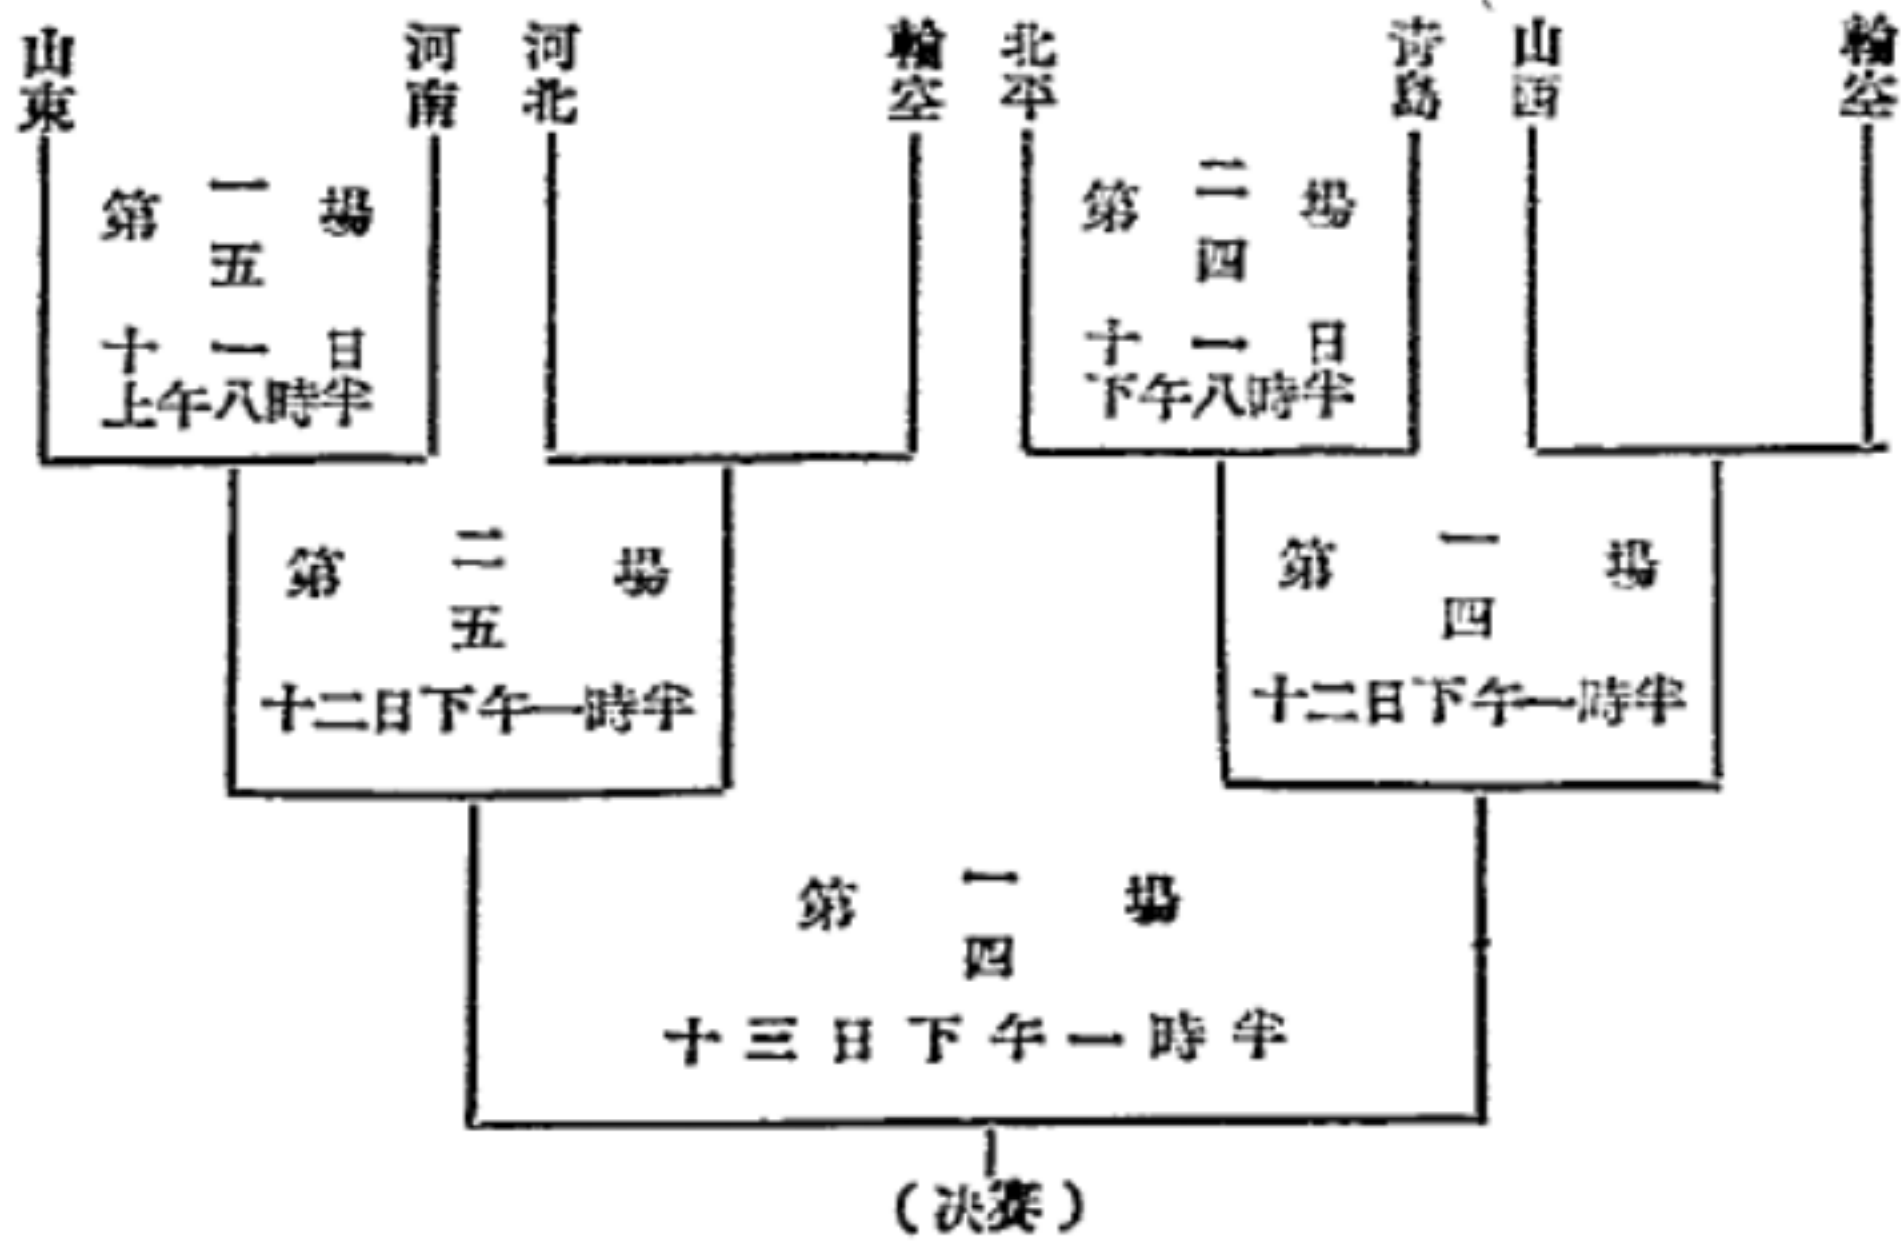 山東
河南
河北
輪空
北平
青島
山西
輪空
第一五場
十一日
上午八時半
第二四場
十一日
下午八時半
第二五場
十二日下午一時半
第一四場
十二日下午一時半
第一四場
十三日下午一時半
（决賽）